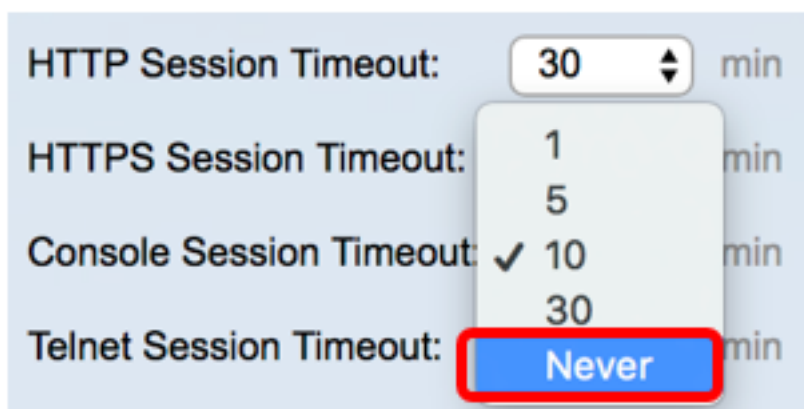 HTTP Session Timeout: 30 min
1
HTTPS Session Timeout: min
5
Console Session Timeout: ✓ 10 min
30
Telnet Session Timeout: Never min